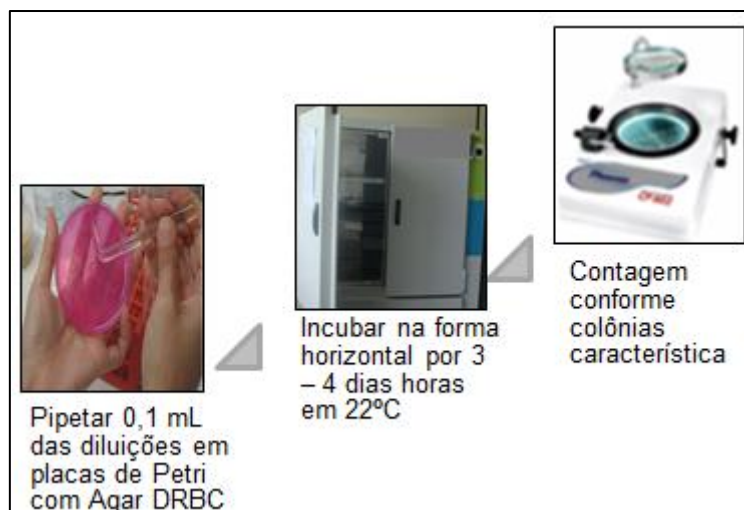 Pipetar 0,1 mL
das diluições em
placas de Petri
com Agar DRBC
Incubar na forma
horizontal por 3
– 4 dias horas
em 22ºC
Contagem
conforme
colônias
característica